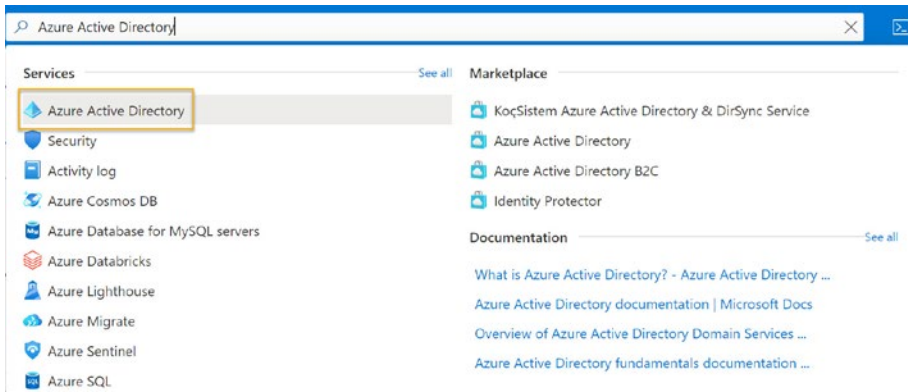 Azure Active Directory
Services
See all
Azure Active Directory
Security
Activity log
Azure Cosmos DB
Azure Database for MySQL servers
Azure Databricks
Azure Lighthouse
Azure Migrate
Azure Sentinel
Azure SQL
Marketplace
KoçSistem Azure Active Directory & DirSync Service
Azure Active Directory
Azure Active Directory B2C
Identity Protector
Documentation
See all
What is Azure Active Directory? - Azure Active Directory ...
Azure Active Directory documentation | Microsoft Docs
Overview of Azure Active Directory Domain Services ...
Azure Active Directory fundamentals documentation ...